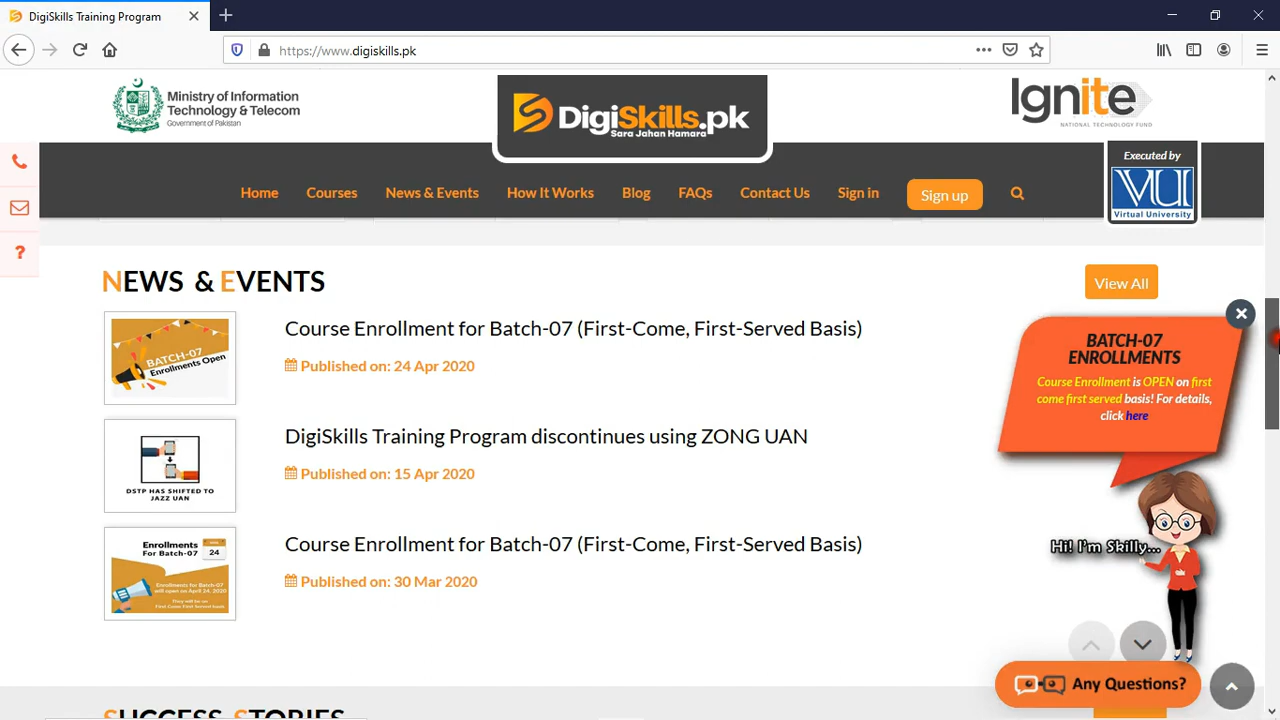 DigiSkills Training Program
https://www.digiskills.pk
Ministry of Information
Technology & Telecom
Government of Pakistan
DigiSkills.pk
Sara Jahan Hamara
Ignite
NATIONAL TECHNOLOGY FUND
Executed by
VU
Virtual University
Home
Courses
News & Events
How It Works
Blog
FAQs
Contact Us
Sign in
Sign up
?
NEWS & EVENTS
View All
BATCH-07
Enrollments Open
Course Enrollment for Batch-07 (First-Come, First-Served Basis)
Published on: 24 Apr 2020
DSTP HAS SHIFTED TO
JAZZ UAN
DigiSkills Training Program discontinues using ZONG UAN
Published on: 15 Apr 2020
Enrollments
For Batch-07
24
Enrollments for Batch-07
will open on April 24, 2020
They will be on
First Come First Served basis
Course Enrollment for Batch-07 (First-Come, First-Served Basis)
Published on: 30 Mar 2020
BATCH-07
ENROLLMENTS
Course Enrollment is OPEN on first
come first served basis! For details,
click here
Hi! I'm Skilly...
Any Questions?
SUCCESS STORIES